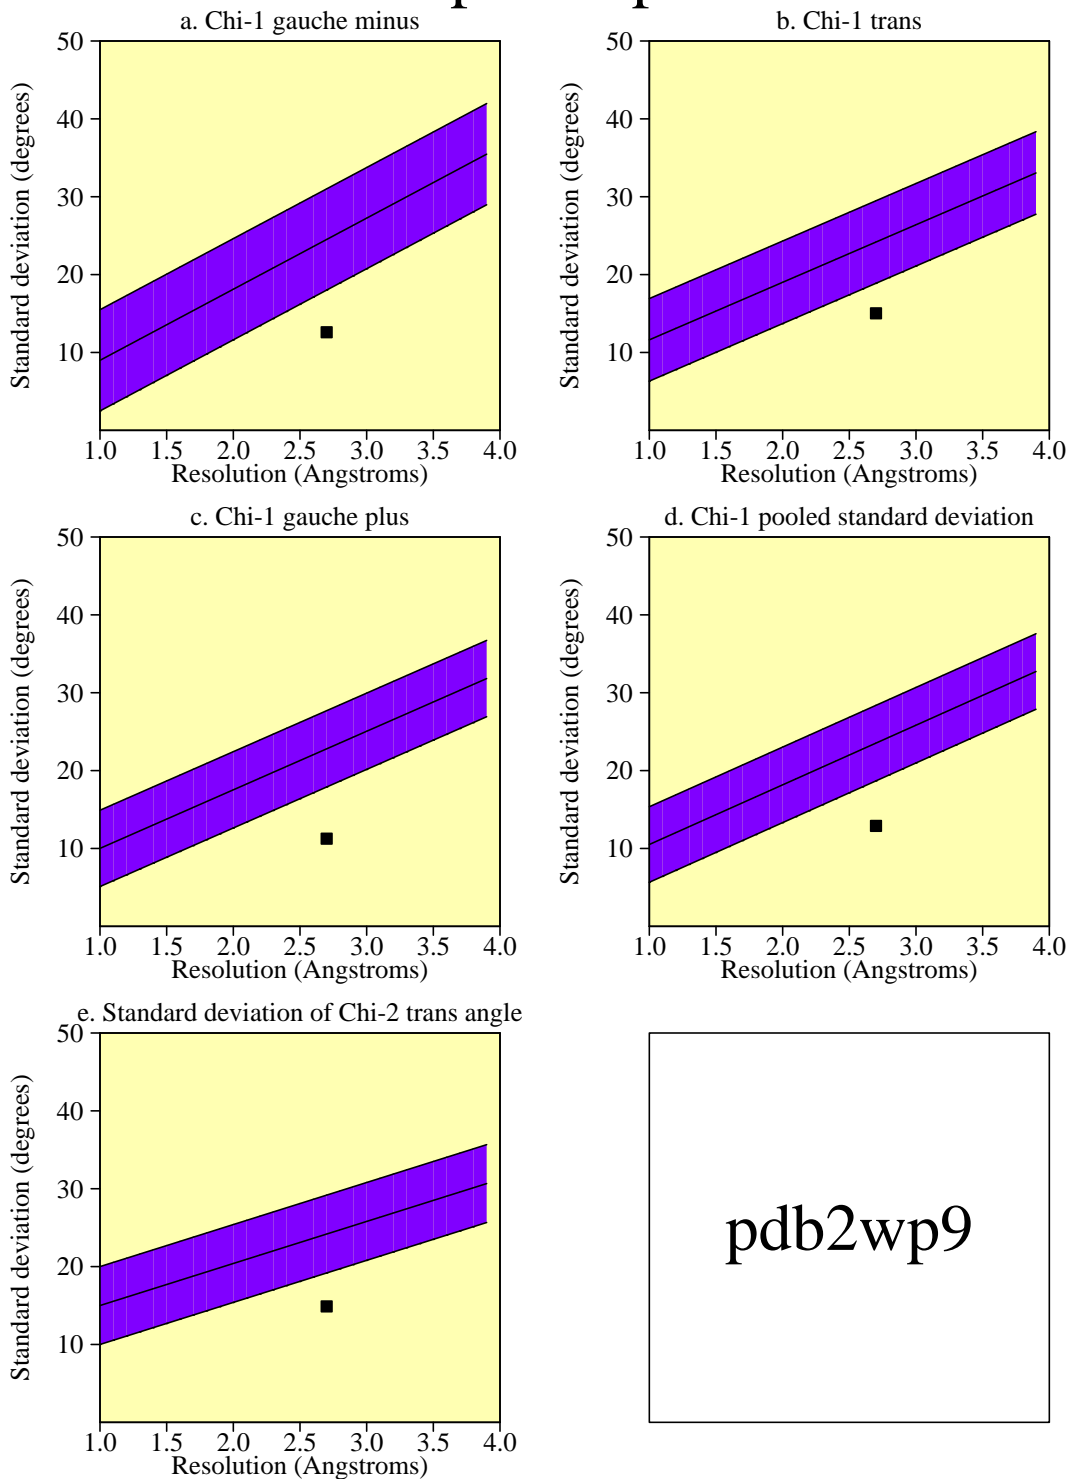 a. Chi-1 gauche minus
50
40
30
20
10
Standard deviation (degrees)
1.0 1.5 2.0 2.5 3.0 3.5 4.0
Resolution (Angstroms)
b. Chi-1 trans
50
40
30
20
10
Standard deviation (degrees)
1.0 1.5 2.0 2.5 3.0 3.5 4.0
Resolution (Angstroms)
c. Chi-1 gauche plus
50
40
30
20
10
Standard deviation (degrees)
1.0 1.5 2.0 2.5 3.0 3.5 4.0
Resolution (Angstroms)
d. Chi-1 pooled standard deviation
50
40
30
20
10
Standard deviation (degrees)
1.0 1.5 2.0 2.5 3.0 3.5 4.0
Resolution (Angstroms)
e. Standard deviation of Chi-2 trans angle
50
40
30
20
10
Standard deviation (degrees)
1.0 1.5 2.0 2.5 3.0 3.5 4.0
Resolution (Angstroms)
pdb2wp9